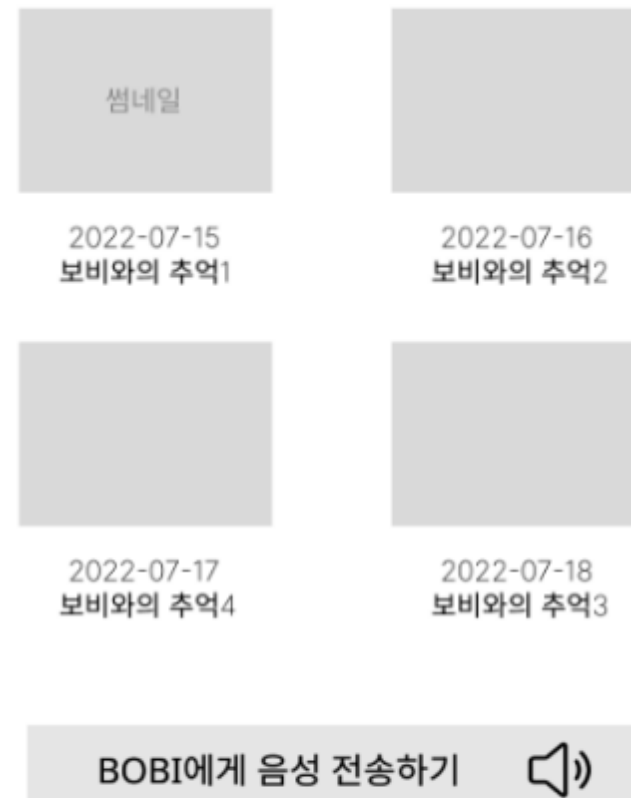 썸네일
2022-07-15
보비와의 추억1
2022-07-16
보비와의 추억2
2022-07-17
보비와의 추억4
2022-07-18
보비와의 추억3
BOBI에게 음성 전송하기